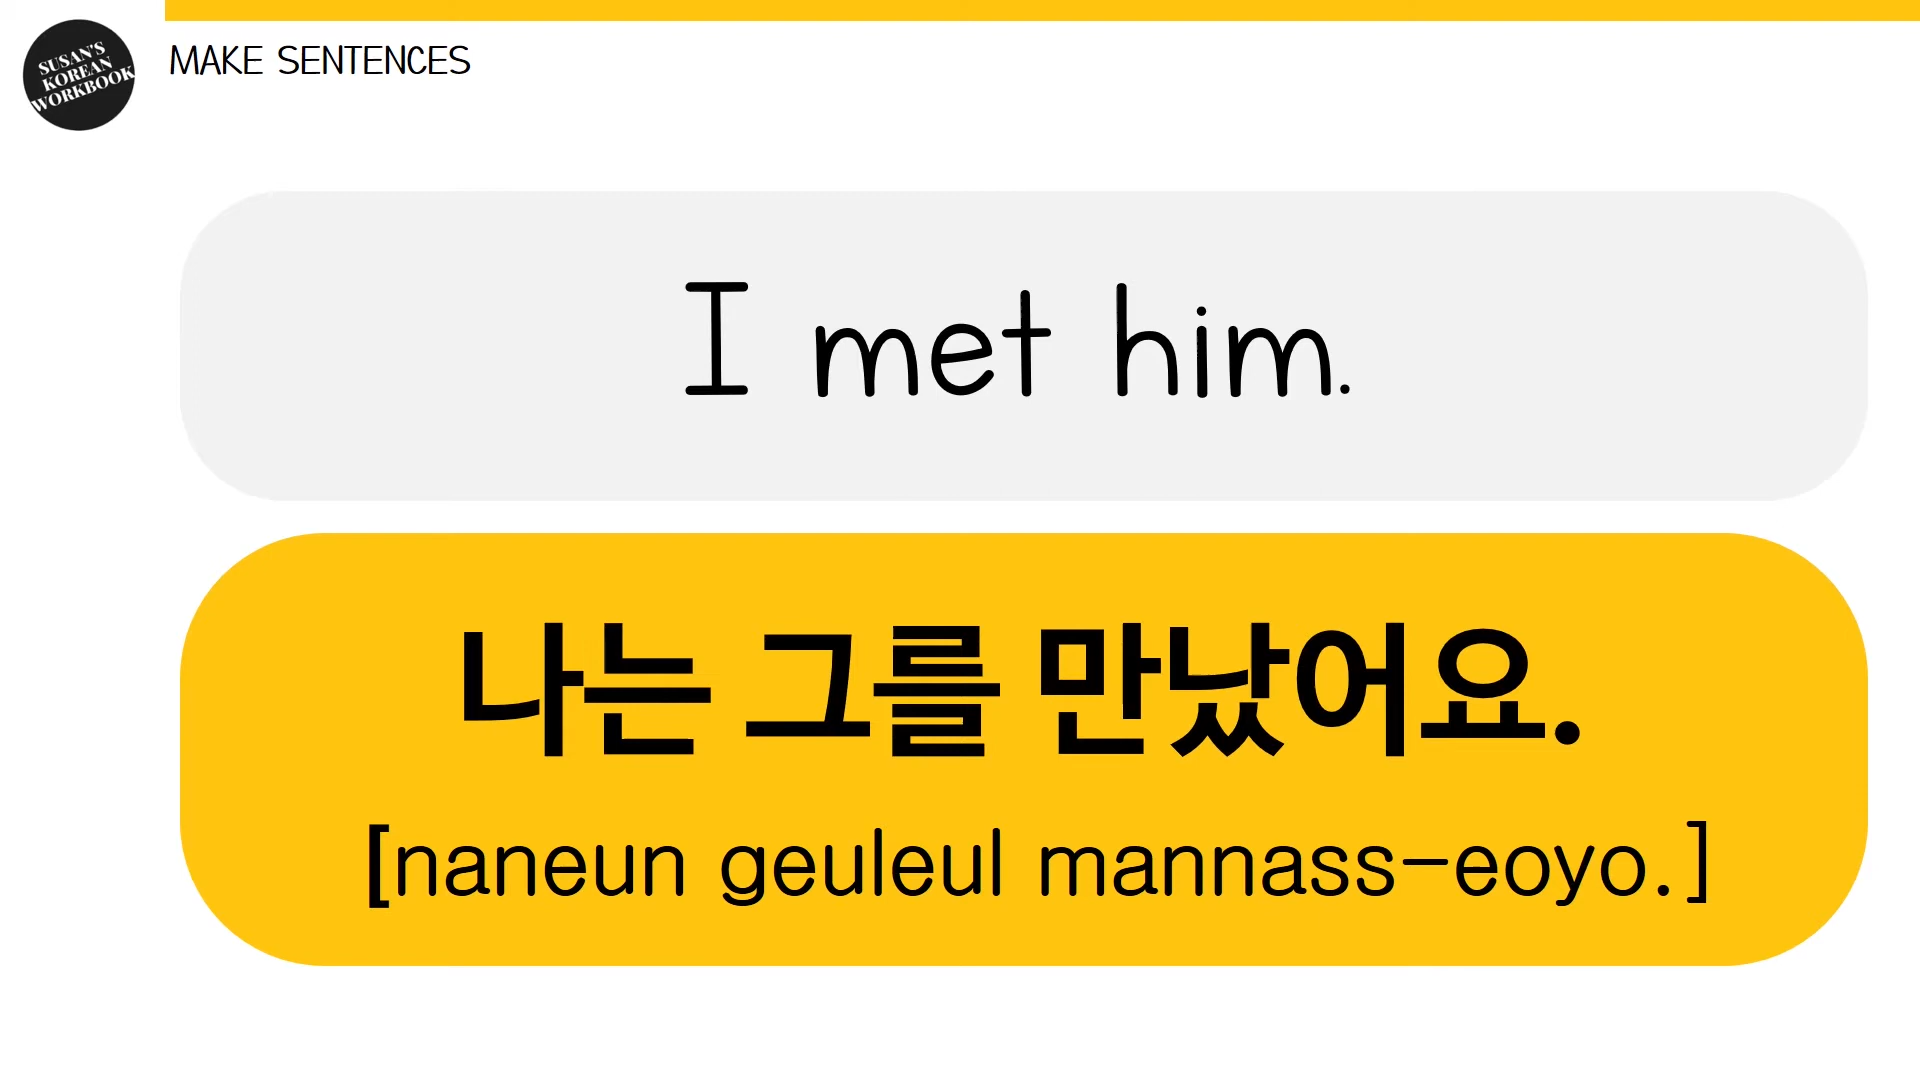 SUSAN'S
KOREAN
WORKBOOK
MAKE SENTENCES
I met him.
나는 그를 만났어요.
[naneun geuleul mannass-eoyo.]